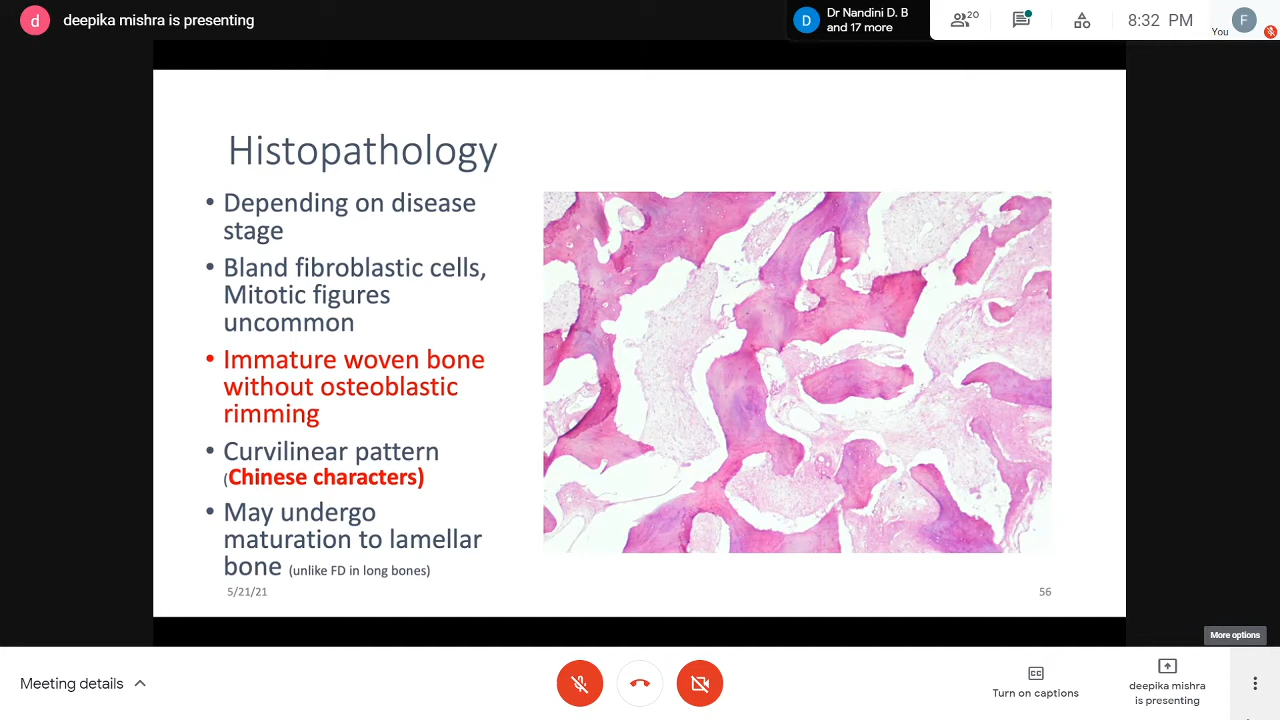 d
deepika mishra is presenting
D
Dr Nandini D. B
and 17 more
20
8:32 PM
You
F
Histopathology
• Depending on disease
stage
• Bland fibroblastic cells,
Mitotic figures
uncommon
• Immature woven bone
without osteoblastic
rimming
• Curvilinear pattern
(Chinese characters)
• May undergo
maturation to lamellar
bone (unlike FD in long bones)
5/21/21
56
More options
Meeting details
CC
Turn on captions
deepika mishra
is presenting